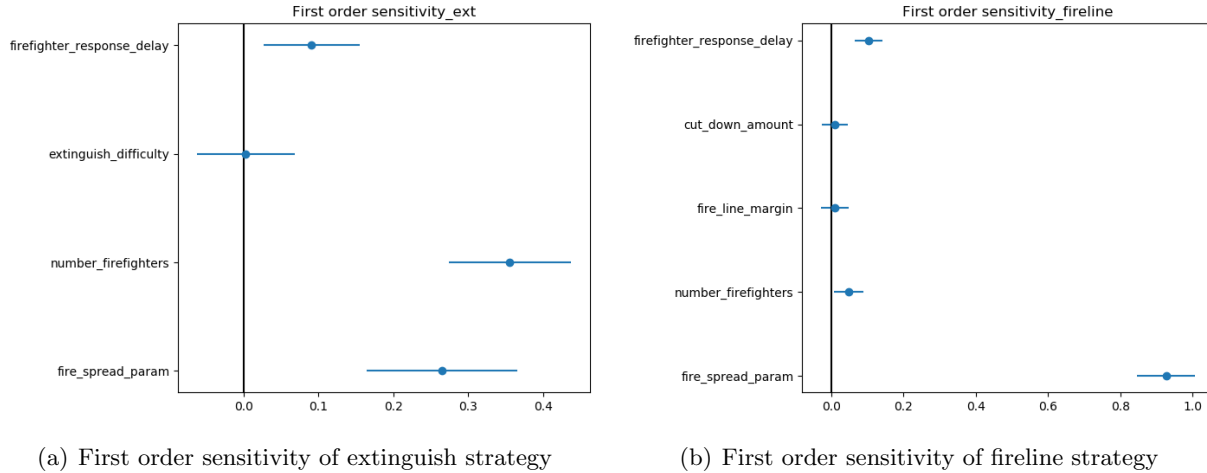 First order sensitivity_ext
firefighter_response_delay
extinguish_difficulty
number_firefighters
fire_spread_param
0.0 0.1 0.2 0.3 0.4
(a) First order sensitivity of extinguish strategy
First order sensitivity_fireline
firefighter_response_delay
cut_down_amount
fire_line_margin
number_firefighters
fire_spread_param
0.0 0.2 0.4 0.6 0.8 1.0
(b) First order sensitivity of fireline strategy